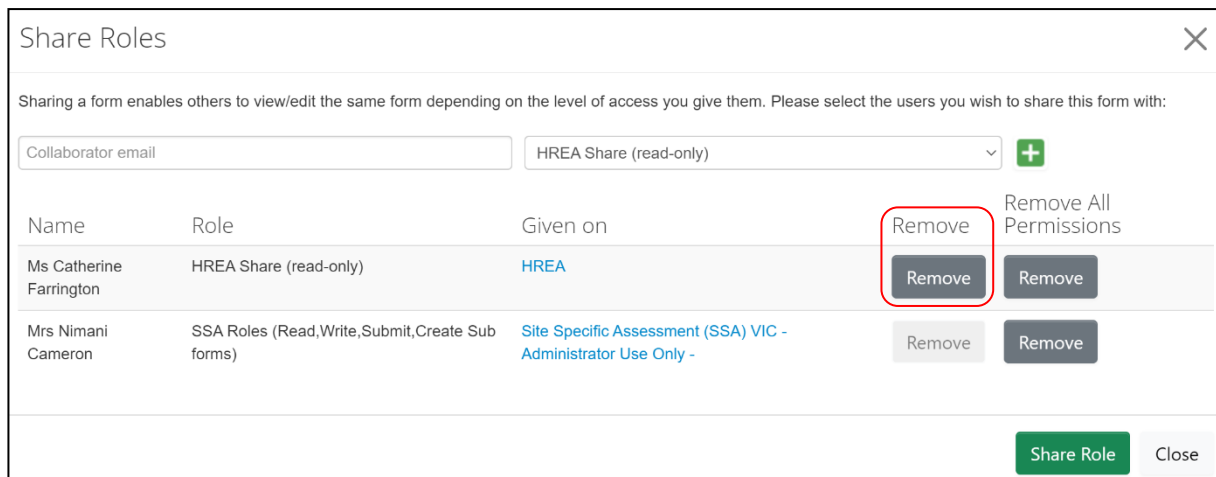 Share Roles
Sharing a form enables others to view/edit the same form depending on the level of access you give them. Please select the users you wish to share this form with:
Collaborator email
HREA Share (read-only)
Name
Role
Given on
Remove
Remove All
Permissions
Ms Catherine
Farrington
HREA Share (read-only)
HREA
Remove
Remove
Mrs Nimani
Cameron
SSA Roles (Read,Write,Submit,Create Sub
forms)
Site Specific Assessment (SSA) VIC -
Administrator Use Only -
Remove
Remove
Share Role
Close